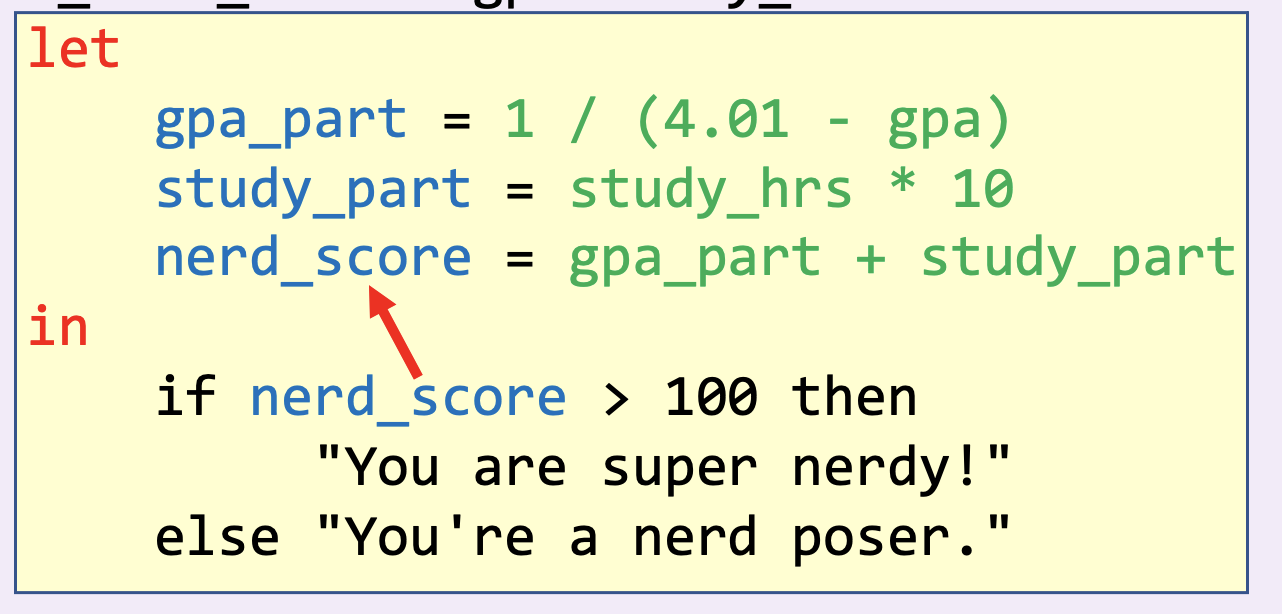 let
gpa_part = 1 / (4.01 - gpa)
study_part = study_hrs * 10
nerd_score = gpa_part + study_part
in
if nerd_score > 100 then
"You are super nerdy!"
else "You're a nerd poser."